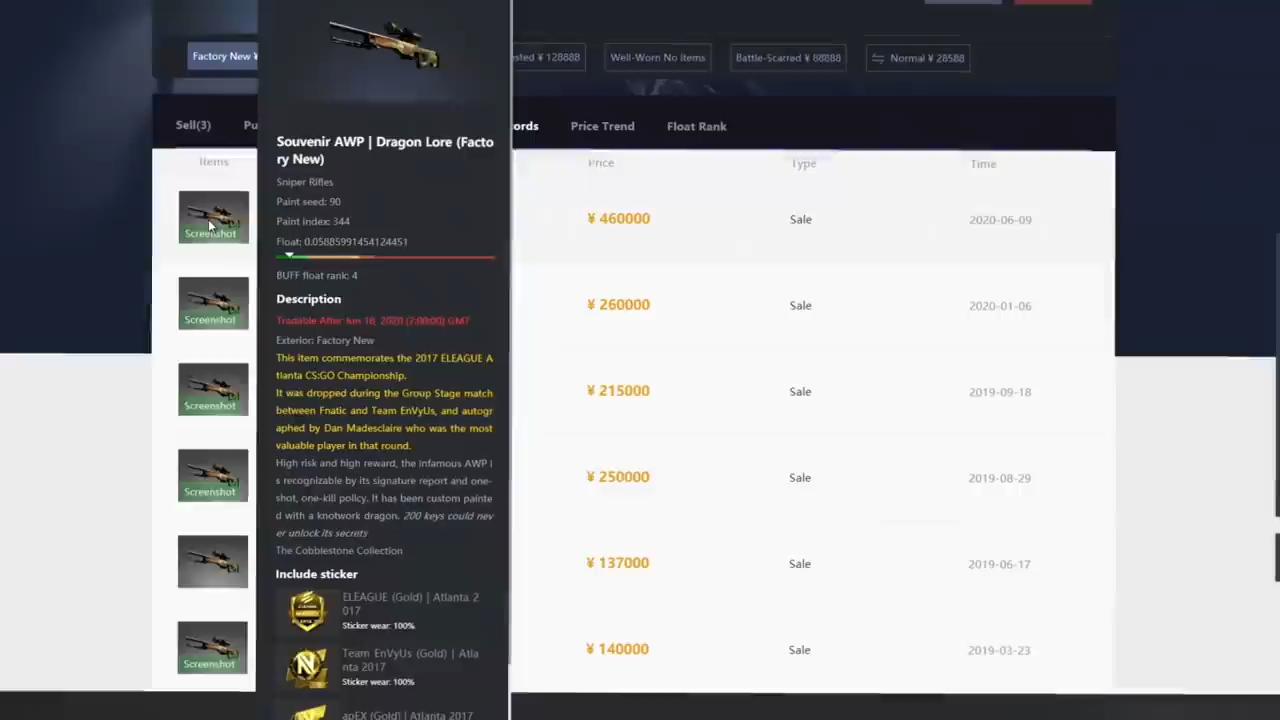 Factory New ¥
sted ¥ 128888
Well-Worn No Items
Battle-Scarred ¥ 88888
Normal ¥ 28588
Sell(3)
Pu
ords
Price Trend
Float Rank
Items
Price
Type
Time
Screenshot
¥ 460000
Sale
2020-06-09
Screenshot
¥ 260000
Sale
2020-01-06
Screenshot
¥ 215000
Sale
2019-09-18
Screenshot
¥ 250000
Sale
2019-08-29
¥ 137000
Sale
2019-06-17
Screenshot
¥ 140000
Sale
2019-03-23
Souvenir AWP | Dragon Lore (Facto
ry New)
Sniper Rifles
Paint seed: 90
Paint index: 344
Float: 0.05885991454124451
BUFF float rank: 4
Description
Tradable After Jun 16, 2020 (7:00:00) GMT
Exterior: Factory New
This item commemorates the 2017 ELEAGUE A
tlanta CS:GO Championship.
It was dropped during the Group Stage match
between Fnatic and Team EnVyUs, and autogr
aphed by Dan Madesclaire who was the most
valuable player in that round.
High risk and high reward, the infamous AWP i
s recognizable by its signature report and one-
shot, one-kill policy. It has been custom painte
d with a knotwork dragon. 200 keys could nev
er unlock its secrets
The Cobblestone Collection
Include sticker
ELEAGUE (Gold) | Atlanta 2
017
Sticker wear: 100%
Team EnVyUs (Gold) | Atla
nta 2017
Sticker wear: 100%
apEX (Gold) | Atlanta 2017